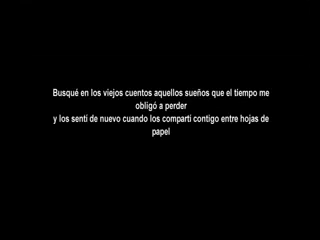 Busqué en los viejos cuentos aquellos sueños que el tiempo me
obligó a perder
y los sentí de nuevo cuando los compartí contigo entre hojas de
papel